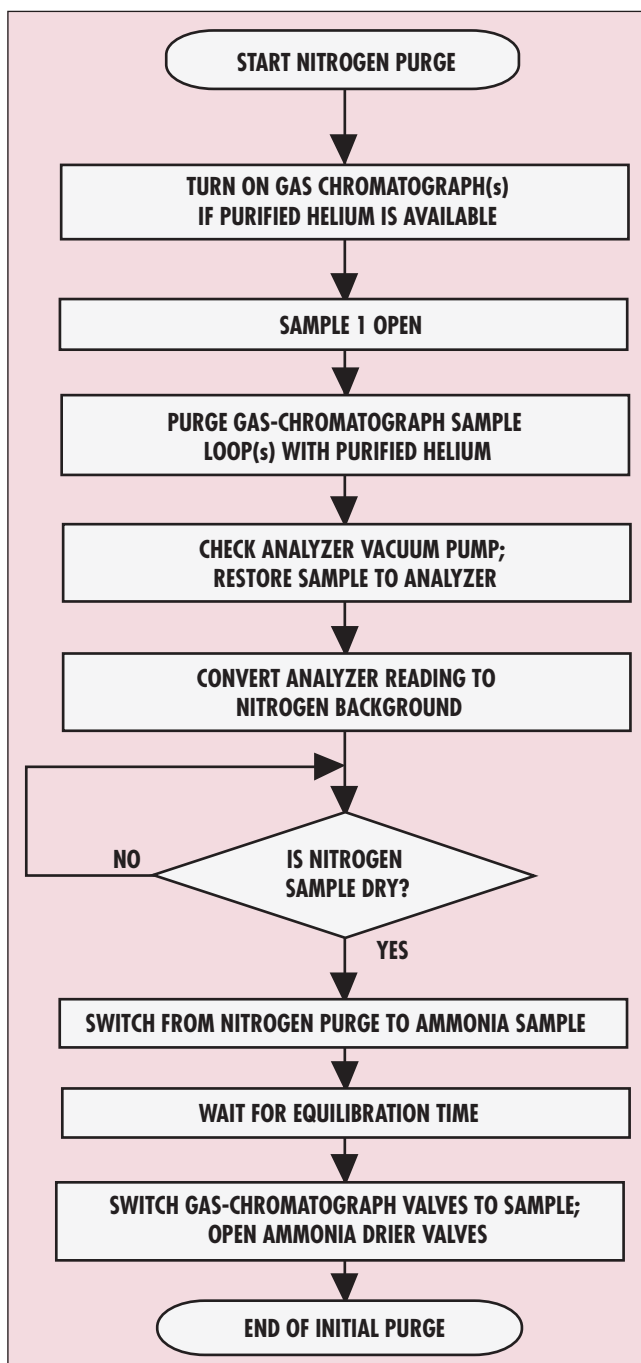 START NITROGEN PURGE
TURN ON GAS CHROMATOGRAPH(s)
IF PURIFIED HELIUM IS AVAILABLE
SAMPLE 1 OPEN
PURGE GAS-CHROMATOGRAPH SAMPLE
LOOP(s) WITH PURIFIED HELIUM
CHECK ANALYZER VACUUM PUMP;
RESTORE SAMPLE TO ANALYZER
CONVERT ANALYZER READING TO
NITROGEN BACKGROUND
NO
IS NITROGEN
SAMPLE DRY?
YES
SWITCH FROM NITROGEN PURGE TO AMMONIA SAMPLE
WAIT FOR EQUILIBRATION TIME
SWITCH GAS-CHROMATOGRAPH VALVES TO SAMPLE;
OPEN AMMONIA DRIER VALVES
END OF INITIAL PURGE